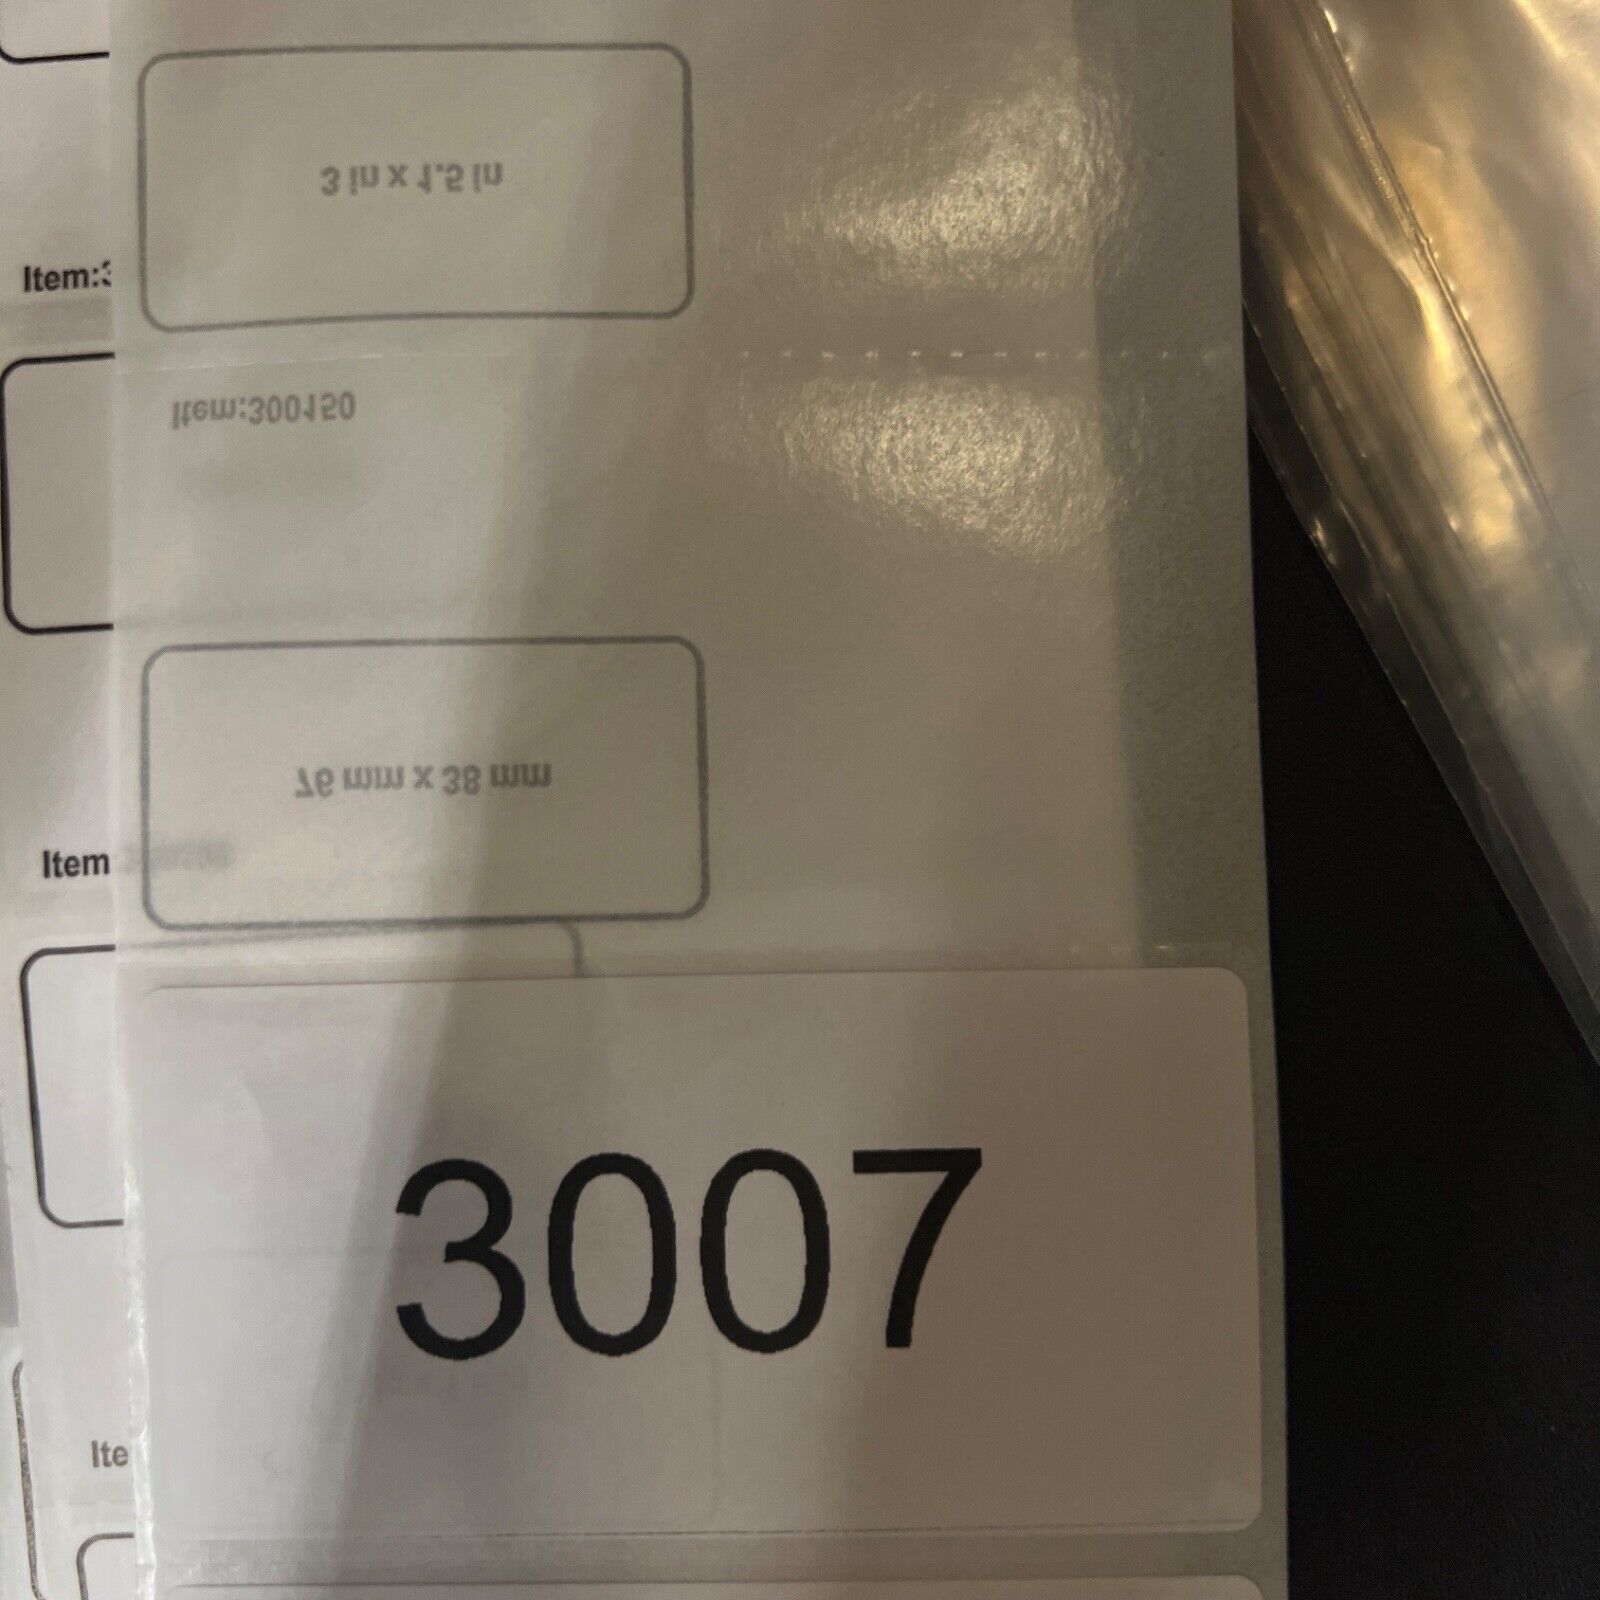 3 in x 1.5 in
Item:3
Item:300150
76 mm x 38 mm
Item
3007
Ite